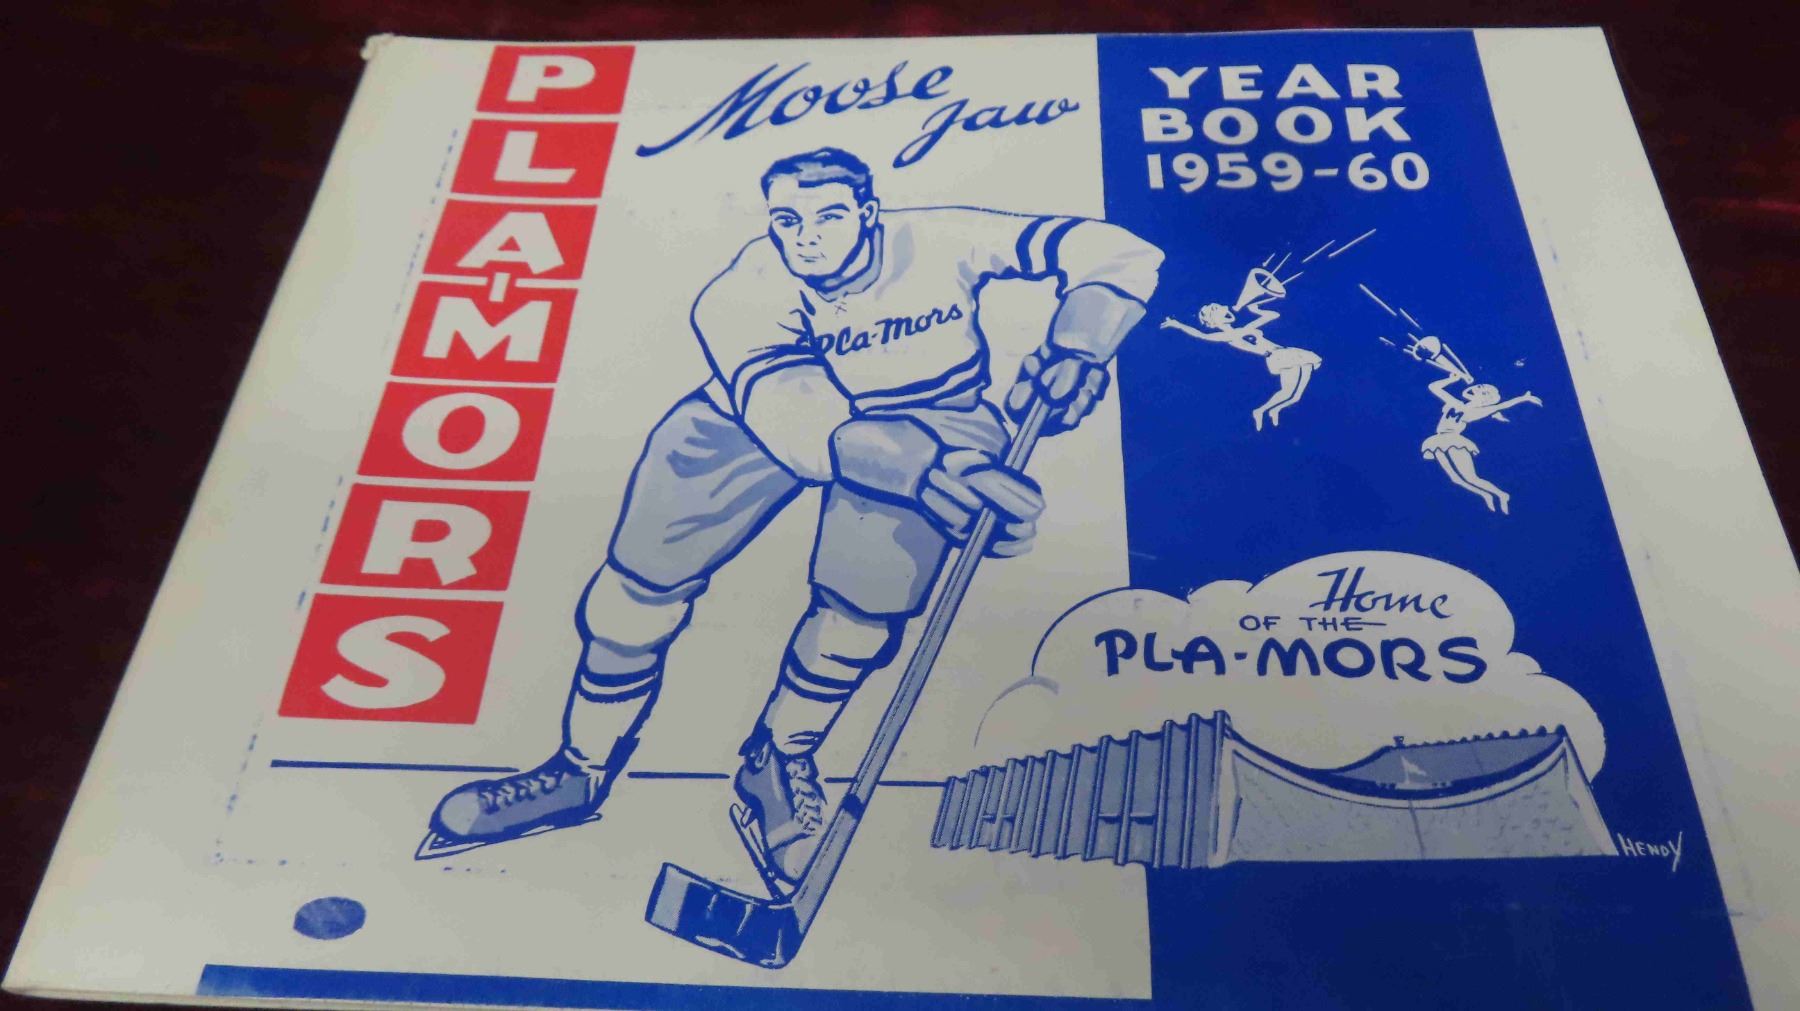 PLA-MORS
Moose
Jaw
YEAR
BOOK
1959-60
Pla-Mors
P
M
Home
OF THE
PLA-MORS
HENDY